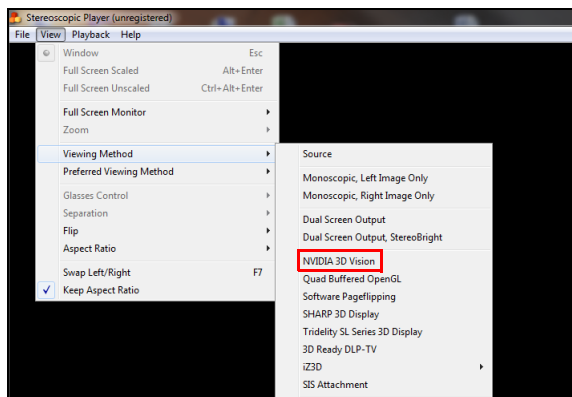 Stereoscopic Player (unregistered)
File View Playback Help
Window Esc
Full Screen Scaled Alt+Enter
Full Screen Unscaled Ctrl+Alt+Enter
Full Screen Monitor
Zoom
Viewing Method
Preferred Viewing Method
Glasses Control
Separation
Flip
Aspect Ratio
Swap Left/Right F7
Keep Aspect Ratio
Source
Monoscopic, Left Image Only
Monoscopic, Right Image Only
Dual Screen Output
Dual Screen Output, StereoBright
NVIDIA 3D Vision
Quad Buffered OpenGL
Software Pageflipping
SHARP 3D Display
Tridelity SL Series 3D Display
3D Ready DLP-TV
iZ3D
SIS Attachment